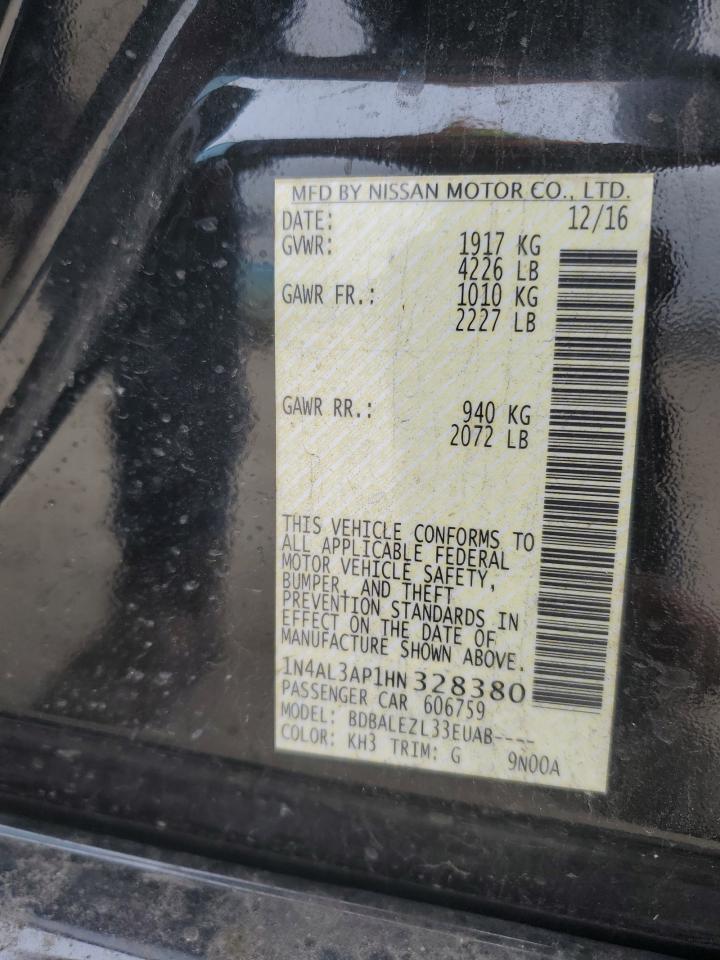 MFD BY NISSAN MOTOR CO., LTD.
DATE: 12/16
GVWR: 1917 KG
4226 LB
GAWR FR.: 1010 KG
2227 LB
GAWR RR.: 940 KG
2072 LB
THIS VEHICLE CONFORMS TO
ALL APPLICABLE FEDERAL
MOTOR VEHICLE SAFETY,
BUMPER, AND THEFT
PREVENTION STANDARDS IN
EFFECT ON THE DATE OF
MANUFACTURE SHOWN ABOVE.
1N4AL3AP1HN328380
PASSENGER CAR 606759
MODEL: BDBALEZL33EUAB----
COLOR: KH3 TRIM: G 9N00A